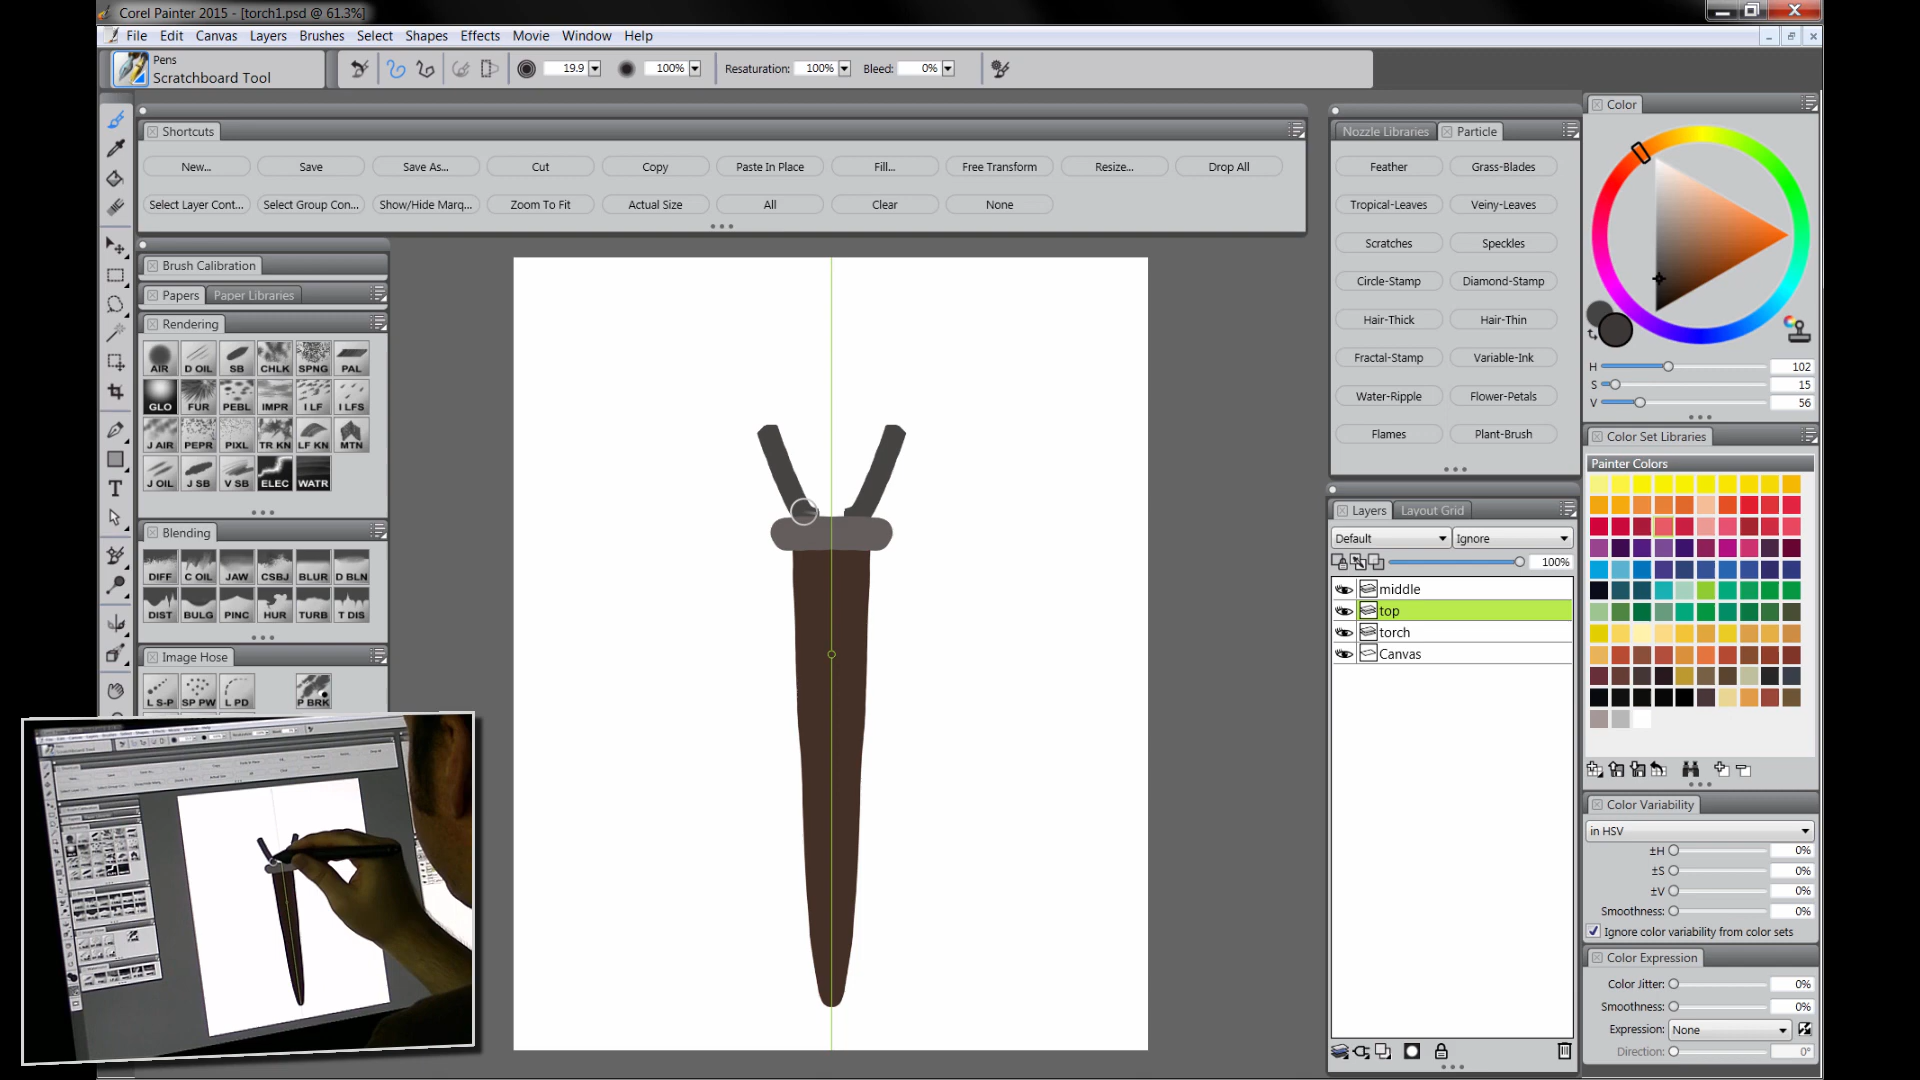 Corel Painter 2015 - [torch1.psd @ 61.3%]
File Edit Canvas Layers Brushes Select Shapes Effects Movie Window Help
Pens
Scratchboard Tool
19.9 100% Resaturation: 100% Bleed: 0%
Shortcuts
New... Save Save As... Cut Copy Paste In Place Fill... Free Transform Resize... Drop All
Select Layer Cont... Select Group Con... Show/Hide Marq... Zoom To Fit Actual Size All Clear None
Brush Calibration
Papers Paper Libraries
Rendering
AIR D OIL SB CHLK SPNG PAL
GLO FUR PEBL IMPR I LF I LFS
J AIR PEPR PIXL TR KN LF KN MTN
J OIL J SB V SB ELEC WATR
Blending
DIFF C OIL JAW CSBJ BLUR D BLN
DIST BULG PINC HUR TURB T DIS
Image Hose
L S-P SP PW L PD P BRK
Nozzle Libraries Particle
Feather Grass-Blades
Tropical-Leaves Veiny-Leaves
Scratches Speckles
Circle-Stamp Diamond-Stamp
Hair-Thick Hair-Thin
Fractal-Stamp Variable-Ink
Water-Ripple Flower-Petals
Flames Plant-Brush
Layers Layout Grid
Default Ignore
100%
middle
top
torch
Canvas
Color
H 102
S 15
V 56
Color Set Libraries
Painter Colors
Color Variability
in HSV
±H 0%
±S 0%
±V 0%
Smoothness: 0%
Ignore color variability from color sets
Color Expression
Color Jitter: 0%
Smoothness: 0%
Expression: None
Direction: 0°